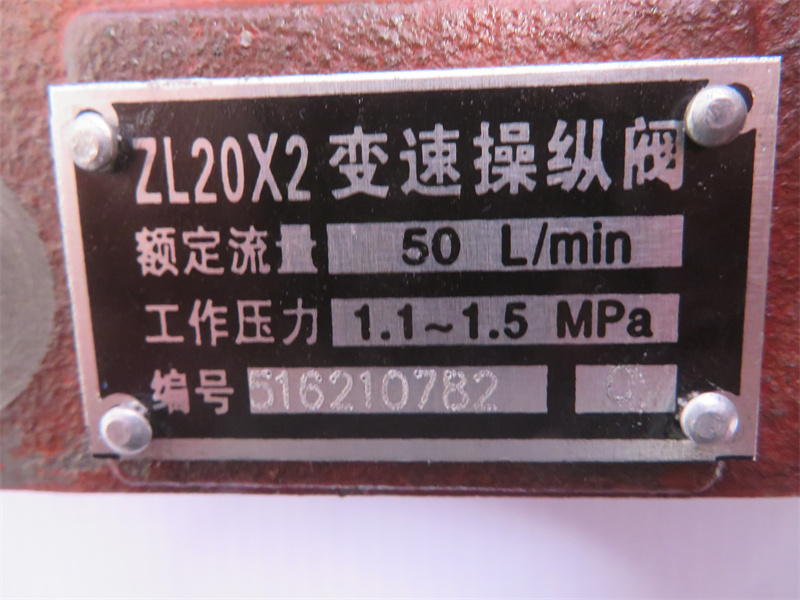 ZL20X2 变速操纵阀
额定流量 50 L/min
工作压力 1.1~1.5 MPa
编号 516210782